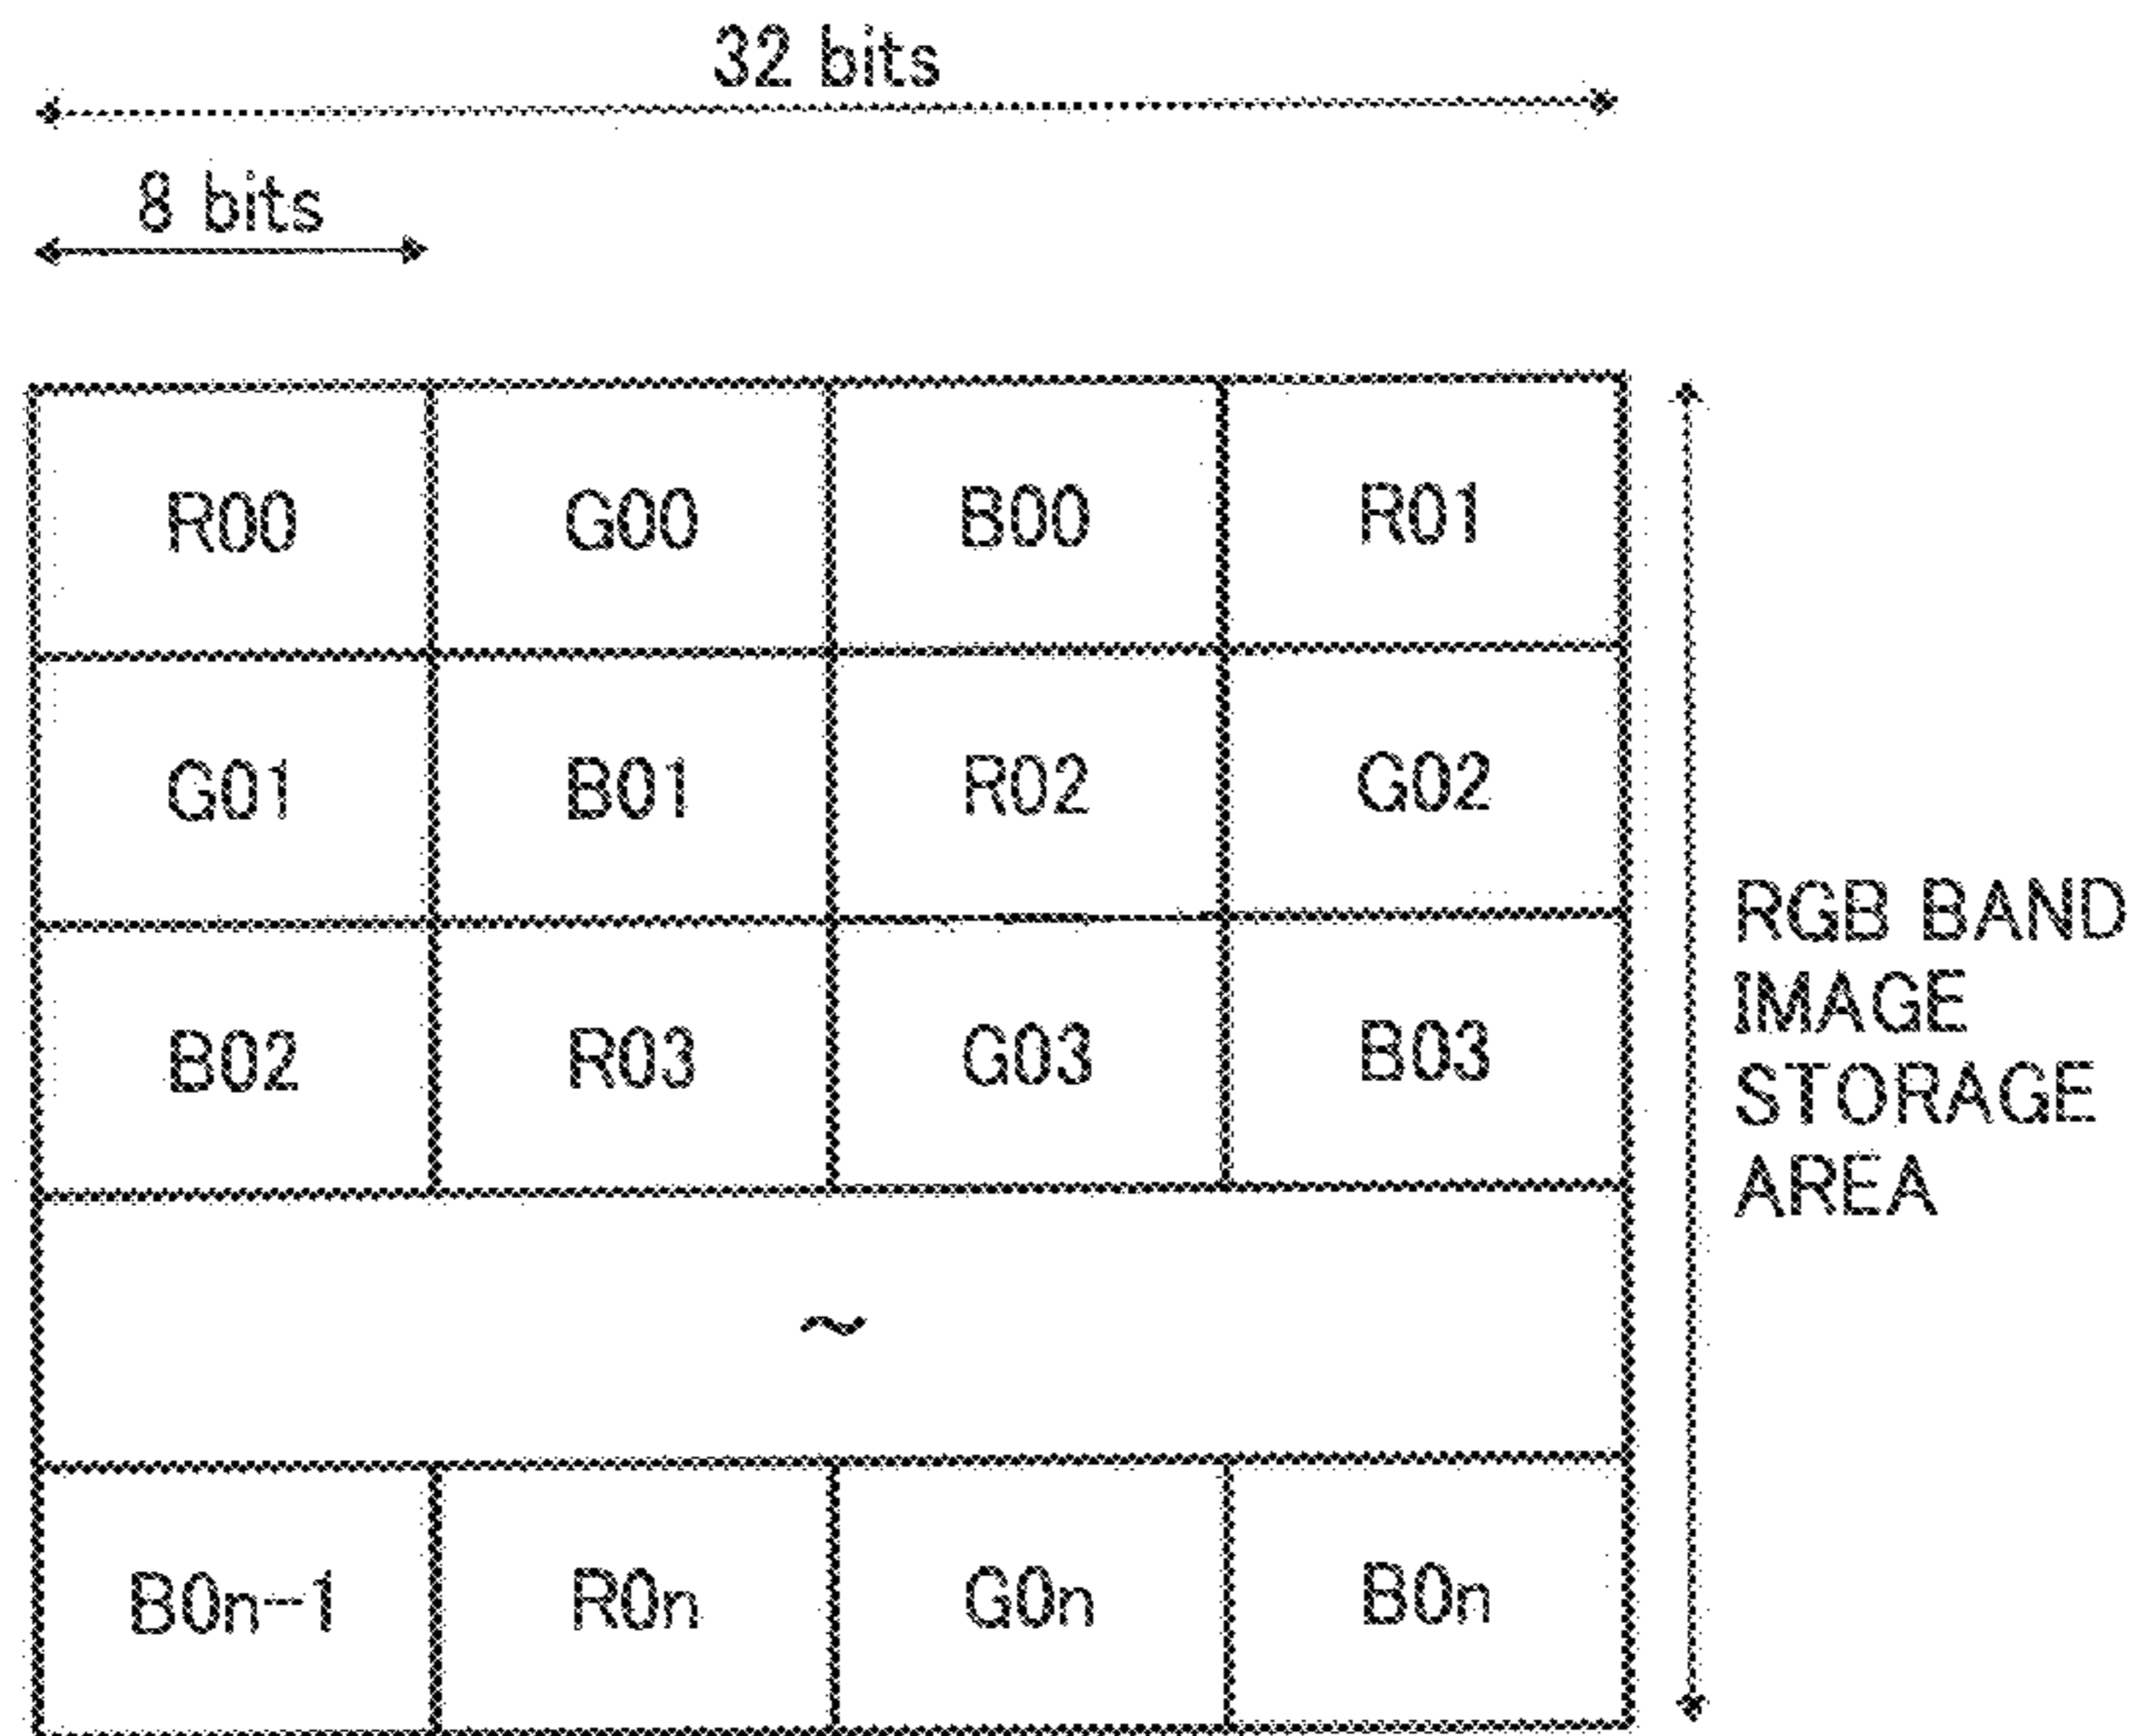 32 bits
8 bits
R00 G00 B00 R01
G01 B01 R02 G02
B02 R03 G03 B03
~
B0n-1 R0n G0n B0n
RGB BAND
IMAGE
STORAGE
AREA